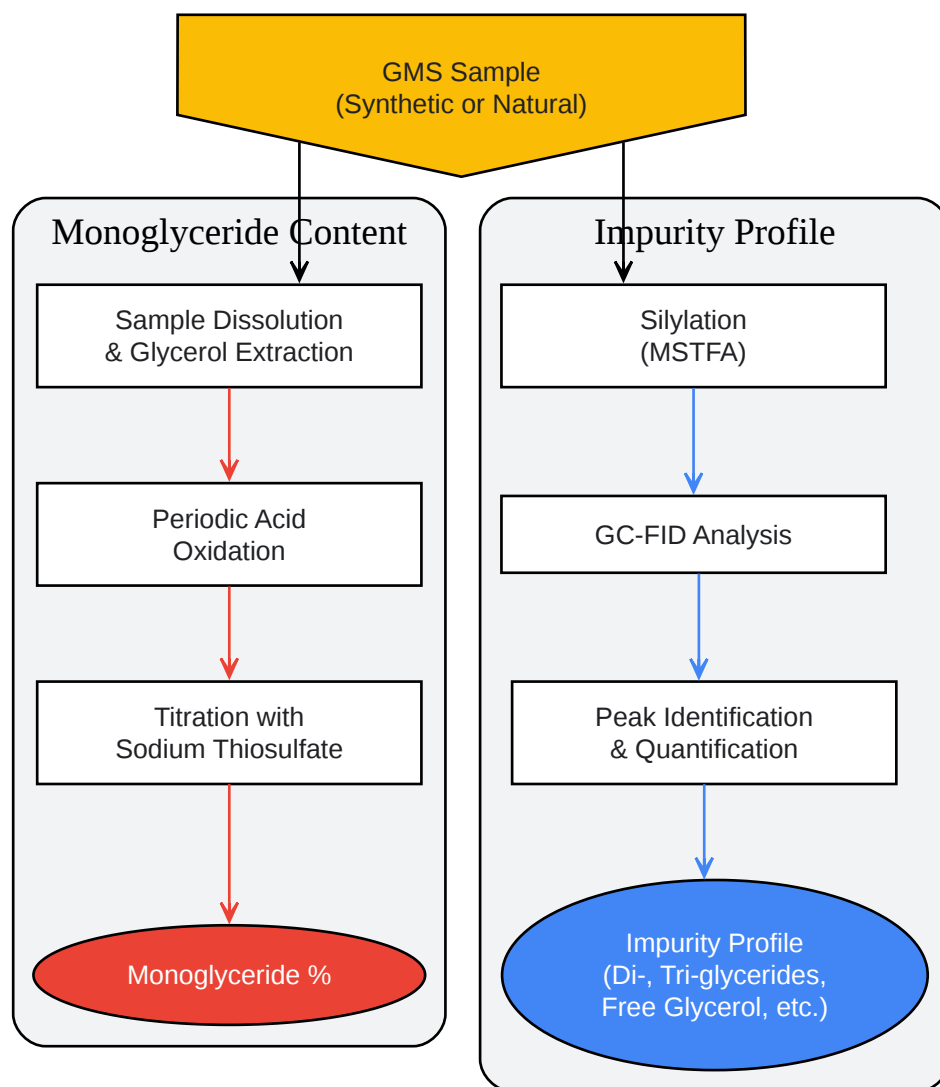 GMS Sample
(Synthetic or Natural)
Monoglyceride Content
Sample Dissolution
& Glycerol Extraction
Periodic Acid
Oxidation
Titration with
Sodium Thiosulfate
Monoglyceride %
Impurity Profile
Silylation
(MSTFA)
GC-FID Analysis
Peak Identification
& Quantification
Impurity Profile
(Di-, Tri-glycerides,
Free Glycerol, etc.)